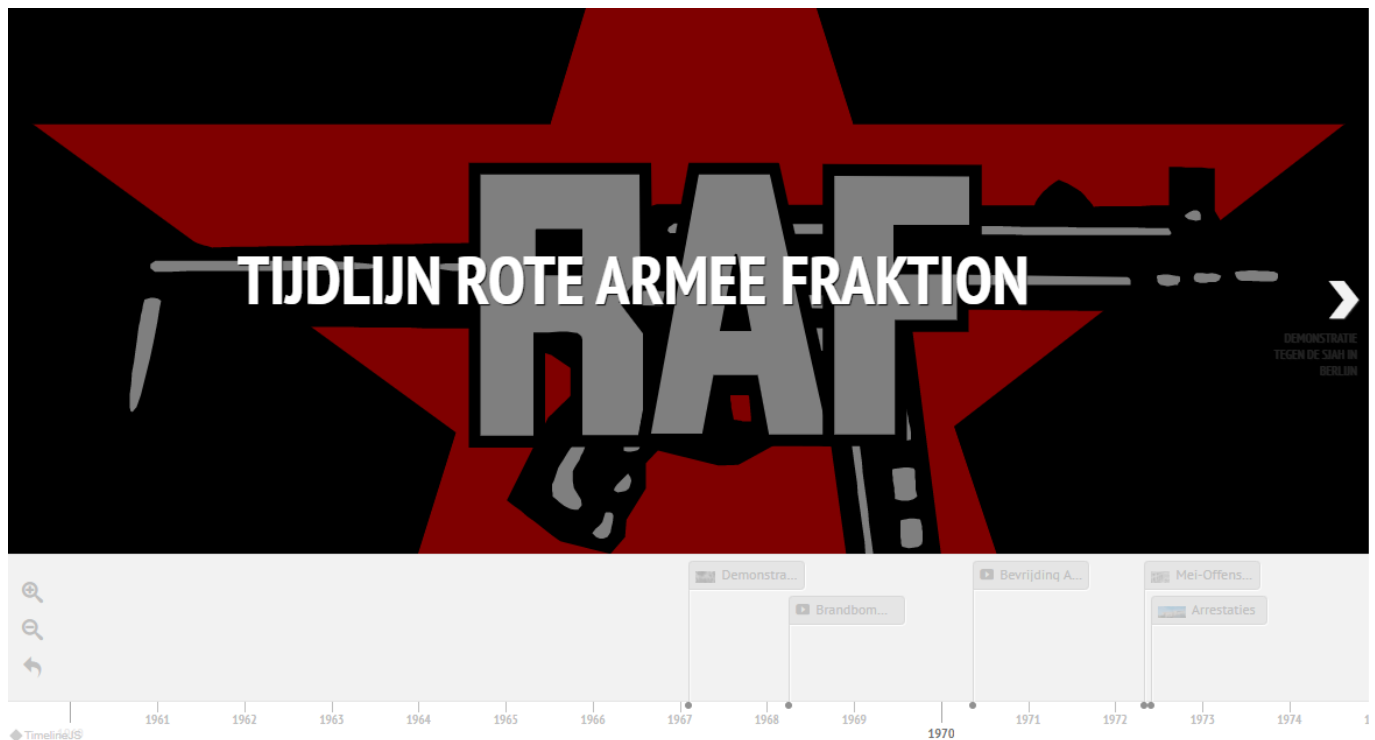 RAF
TIJDLIJN ROTE ARMEE FRAKTION
DEMONSTRATIE
TEGEN DE SJAH IN
BERLIJN
Demonstra...
Bevrijding A...
Mei-Offens...
Brandbom...
Arrestaties
1961 1962 1963 1964 1965 1966 1967 1968 1969 1970 1971 1972 1973 1974
TimelineJS